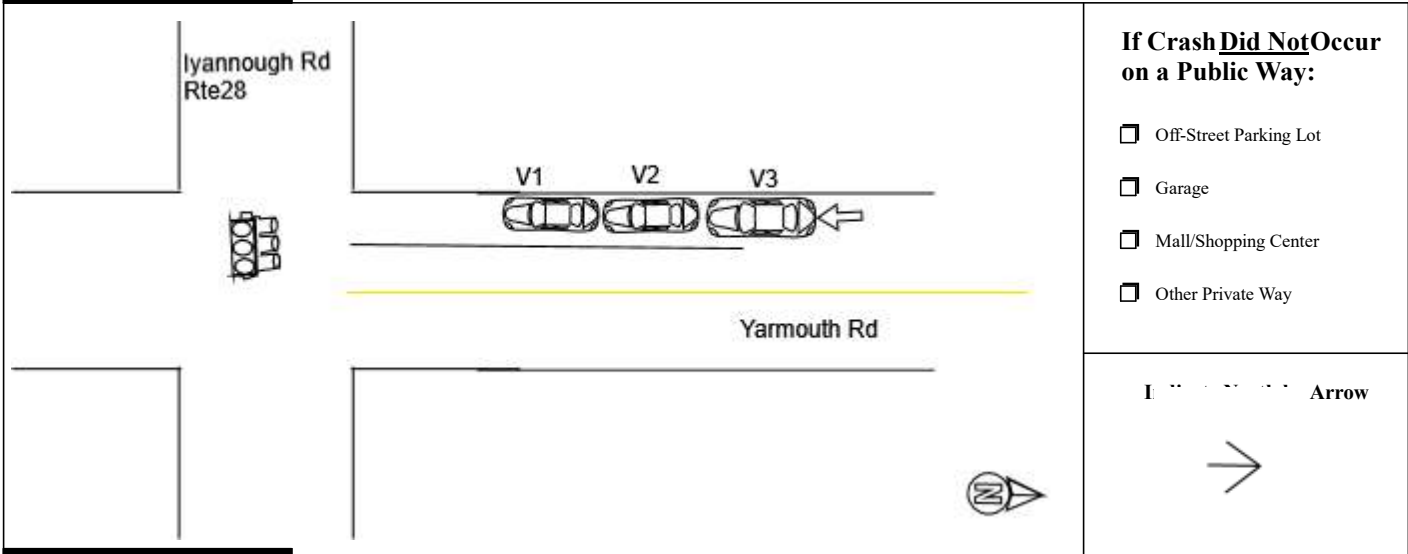 Iyannough Rd
Rte28
V1 V2 V3
Yarmouth Rd
N
If Crash Did Not Occur
on a Public Way:
Off-Street Parking Lot
Garage
Mall/Shopping Center
Other Private Way
Arrow